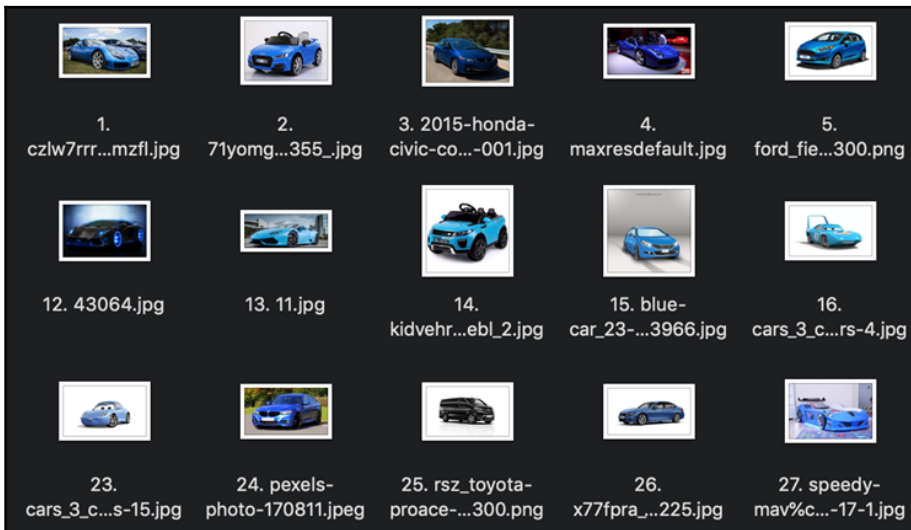 1.
czlw7rrr...mzfl.jpg
2.
71yomg...355_.jpg
3. 2015-honda-
civic-co...-001.jpg
4.
maxresdefault.jpg
5.
ford_fie...300.png
12. 43064.jpg
13. 11.jpg
14.
kidvehr...ebl_2.jpg
15. blue-
car_23-...3966.jpg
16.
cars_3_c...rs-4.jpg
23.
cars_3_c...s-15.jpg
24. pexels-
photo-170811.jpeg
25. rsz_toyota-
proace-...300.png
26.
x77fpra_...225.jpg
27. speedy-
mav%c...-17-1.jpg